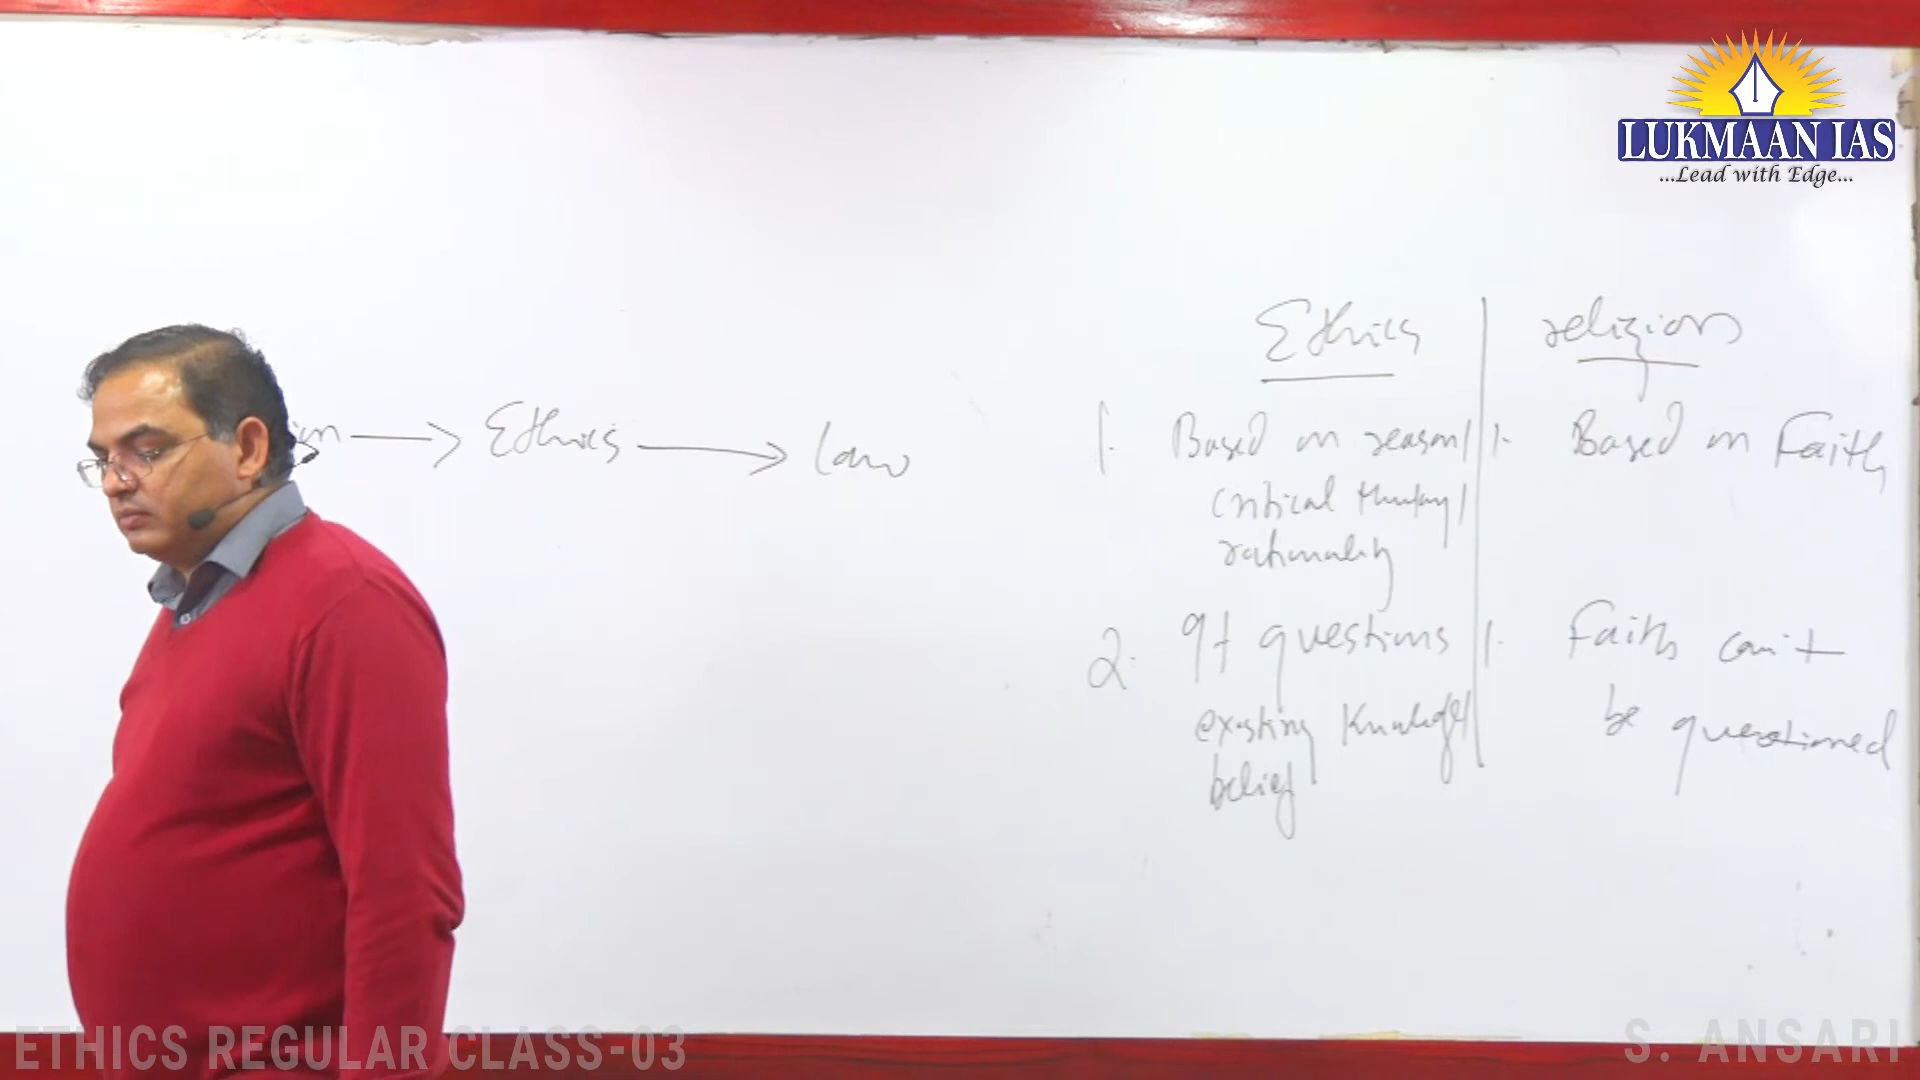 LUKMAAN IAS
...Lead with Edge...
Ethics | religion
→ Ethics → law
1. Based on reason/ 1. Based on Faith
critical thinking/
rationality
2. It questions 1. Faith can't
existing knowledge/ be questioned
belief
ETHICS REGULAR CLASS-03
S. ANSARI